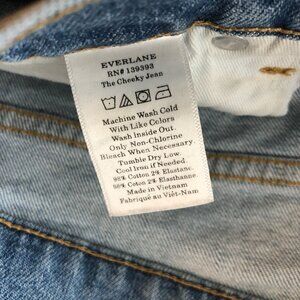 EVERLANE
RN# 139393
The Cheeky Jean
Machine Wash Cold
With Like Colors
Wash Inside Out.
Only Non-Chlorine
Bleach When Necessary.
Tumble Dry Low.
Cool Iron if Needed
98% Cotton 2% Elastane.
98% Coton 2% Elasthanne.
Made in Vietnam
Fabriqué au Viêt-Nam